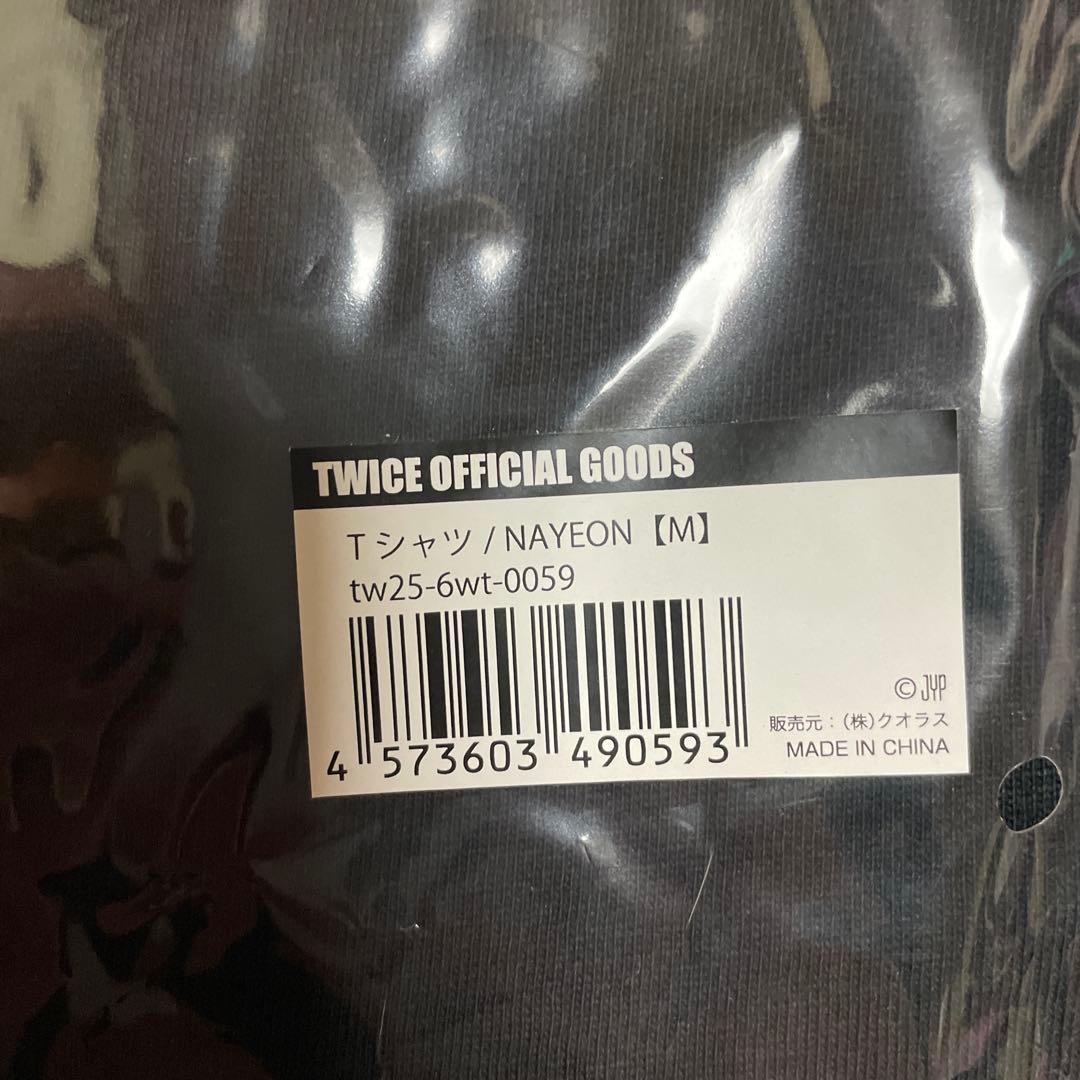 TWICE OFFICIAL GOODS
Tシャツ / NAYEON【M】
tw25-6wt-0059
4 573603 490593
© JYP
販売元：(株)クオラス
MADE IN CHINA